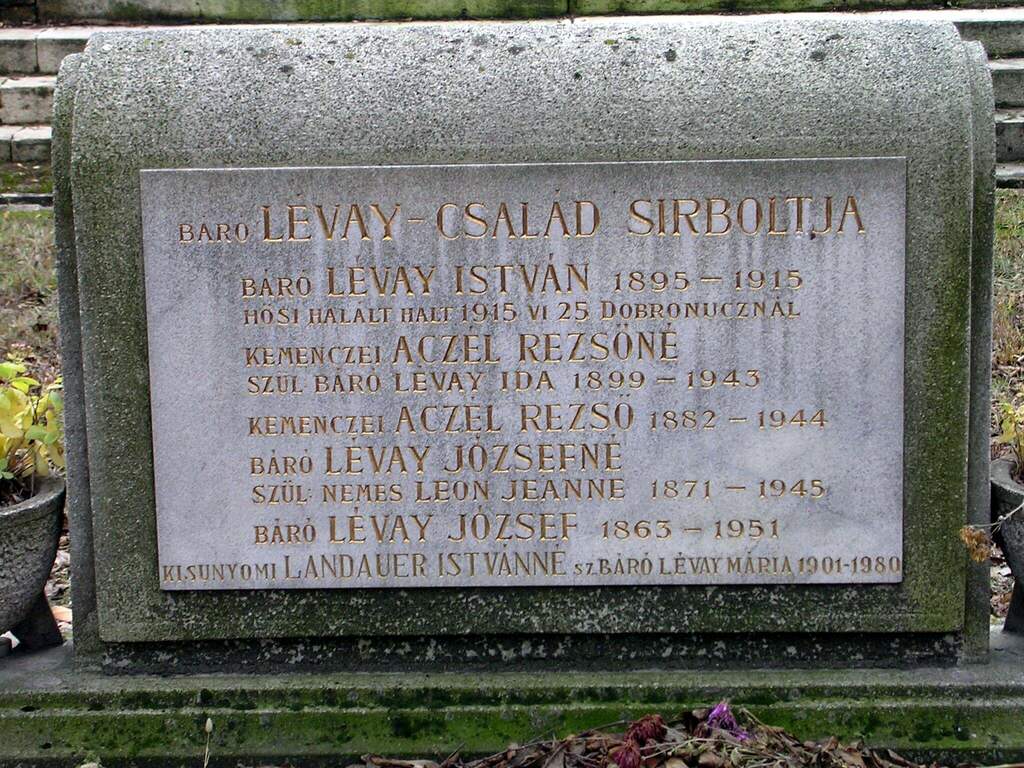 BÁRÓ LÉVAY-CSALÁD SIRBOLTJA
BÁRÓ LÉVAY ISTVÁN 1895-1915
HŐSI HALÁLT HALT 1915 VI 25 DOBRONUCZNÁL
KEMENCZEI ACZÉL REZSŐNÉ
SZÜL BÁRÓ LÉVAY IDA 1899-1943
KEMENCZEI ACZÉL REZSŐ 1882-1944
BÁRÓ LÉVAY JÓZSEFNÉ
SZÜL: NEMES LEON JEANNE 1871-1945
BÁRÓ LÉVAY JÓZSEF 1863-1951
KISUNYOMI LANDAUER ISTVÁNNÉ SZ. BÁRÓ LÉVAY MÁRIA 1901-1980